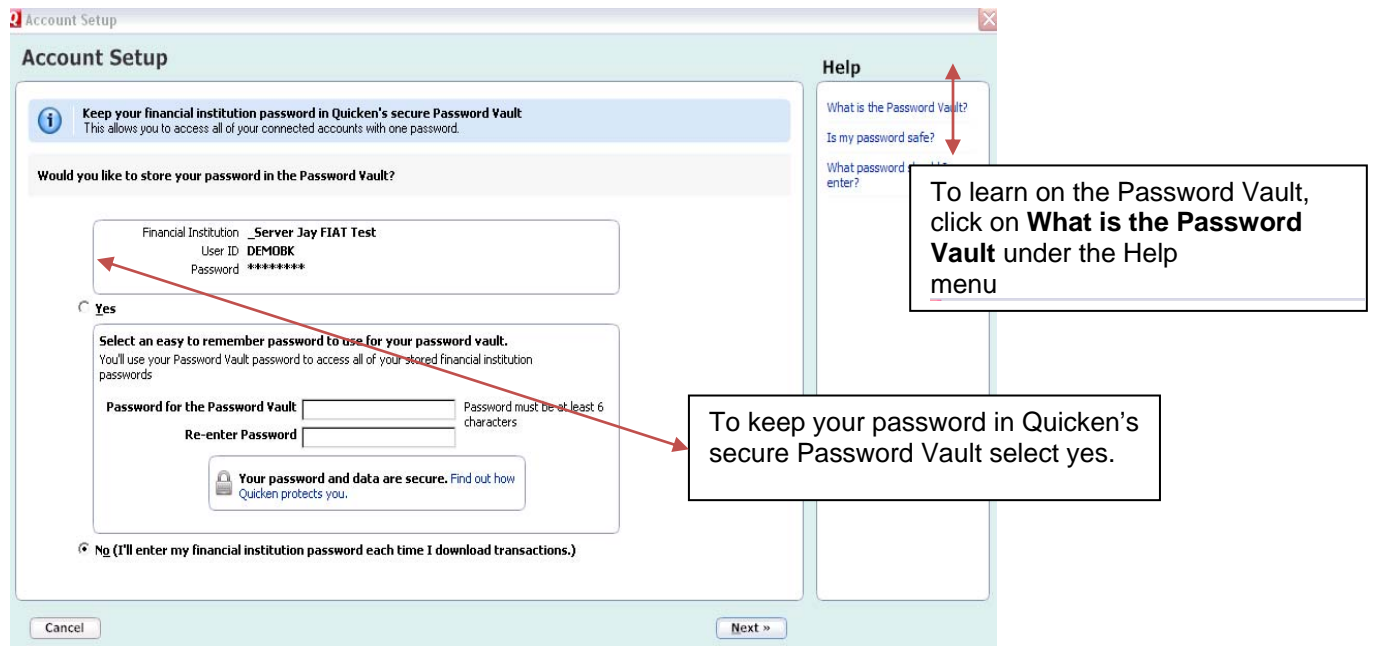 Account Setup
Account Setup
Keep your financial institution password in Quicken's secure Password Vault
This allows you to access all of your connected accounts with one password.
Would you like to store your password in the Password Vault?
Financial Institution _Server Jay FIAT Test
User ID DEMOBK
Password ********
Yes
Select an easy to remember password to use for your password vault.
You'll use your Password Vault password to access all of your stored financial institution
passwords
Password for the Password Vault
Password must be at least 6
characters
Re-enter Password
Your password and data are secure. Find out how
Quicken protects you.
No (I'll enter my financial institution password each time I download transactions.)
Cancel
Next »
Help
What is the Password Vault?
Is my password safe?
What password
enter?
To learn on the Password Vault,
click on What is the Password
Vault under the Help
menu
To keep your password in Quicken's
secure Password Vault select yes.